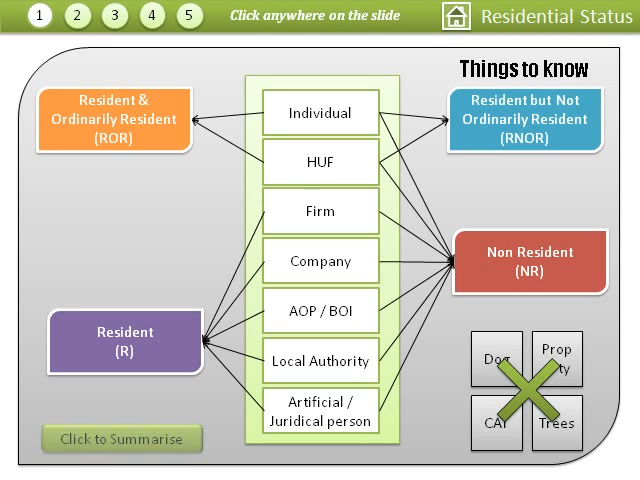 1 2 3 4 5 Click anywhere on the slide Residential Status
Things to know
Resident &
Ordinarily Resident
(ROR)
Individual
HUF
Firm
Company
AOP / BOI
Local Authority
Artificial /
Juridical person
Resident but Not
Ordinarily Resident
(RNOR)
Non Resident
(NR)
Resident
(R)
Dog
Prop
Trees
Click to Summarise